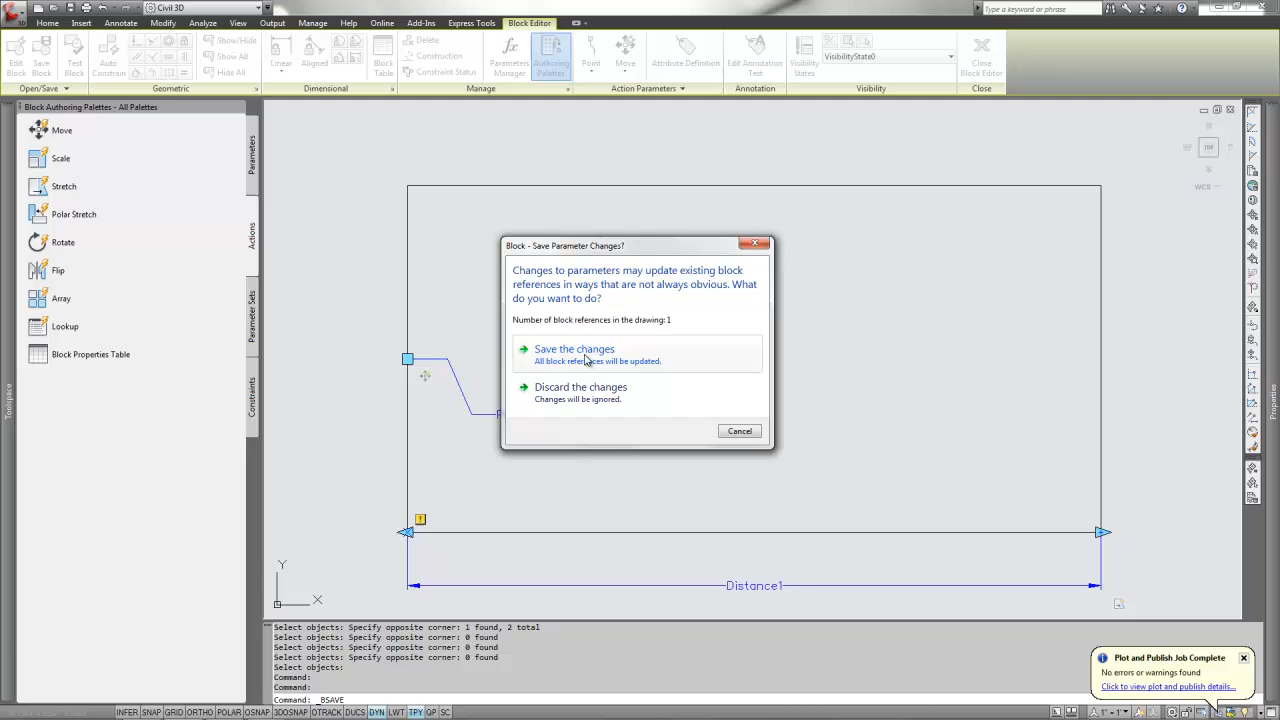 Civil 3D
Type a keyword or phrase
Home Insert Annotate Modify Analyze View Output Manage Help Online Add-Ins Express Tools Block Editor
Edit Block
Save Block
Test Block
Auto Constrain
Show/Hide
Show All
Hide All
Linear
Aligned
Block Table
Delete
Construction
Constraint Status
Parameters Manager
Authoring Palettes
Point
Move
Attribute Definition
Edit Annotation Test
Visibility States
VisibilityState0
Close Block Editor
Open/Save Geometric Dimensional Manage Action Parameters Annotation Visibility Close
Block Authoring Palettes - All Palettes
Move
Scale
Stretch
Polar Stretch
Rotate
Flip
Array
Lookup
Block Properties Table
Parameters
Actions
Parameter Sets
Constraints
Toolspace
Properties
TOP
WCS
Block - Save Parameter Changes?
Changes to parameters may update existing block
references in ways that are not always obvious. What
do you want to do?
Number of block references in the drawing: 1
Save the changes
All block references will be updated.
Discard the changes
Changes will be ignored.
Cancel
Distance1
Y
X
Select objects: Specify opposite corner: 1 found, 2 total
Select objects: Specify opposite corner: 0 found
Select objects: Specify opposite corner: 0 found
Select objects: Specify opposite corner: 0 found
Select objects:
Command:
Command:
Command: _BSAVE
Plot and Publish Job Complete
No errors or warnings found
Click to view plot and publish details...
INFER SNAP GRID ORTHO POLAR OSNAP 3DOSNAP OTRACK DUCS DYN LWT TPY QP SC
1" = 1'